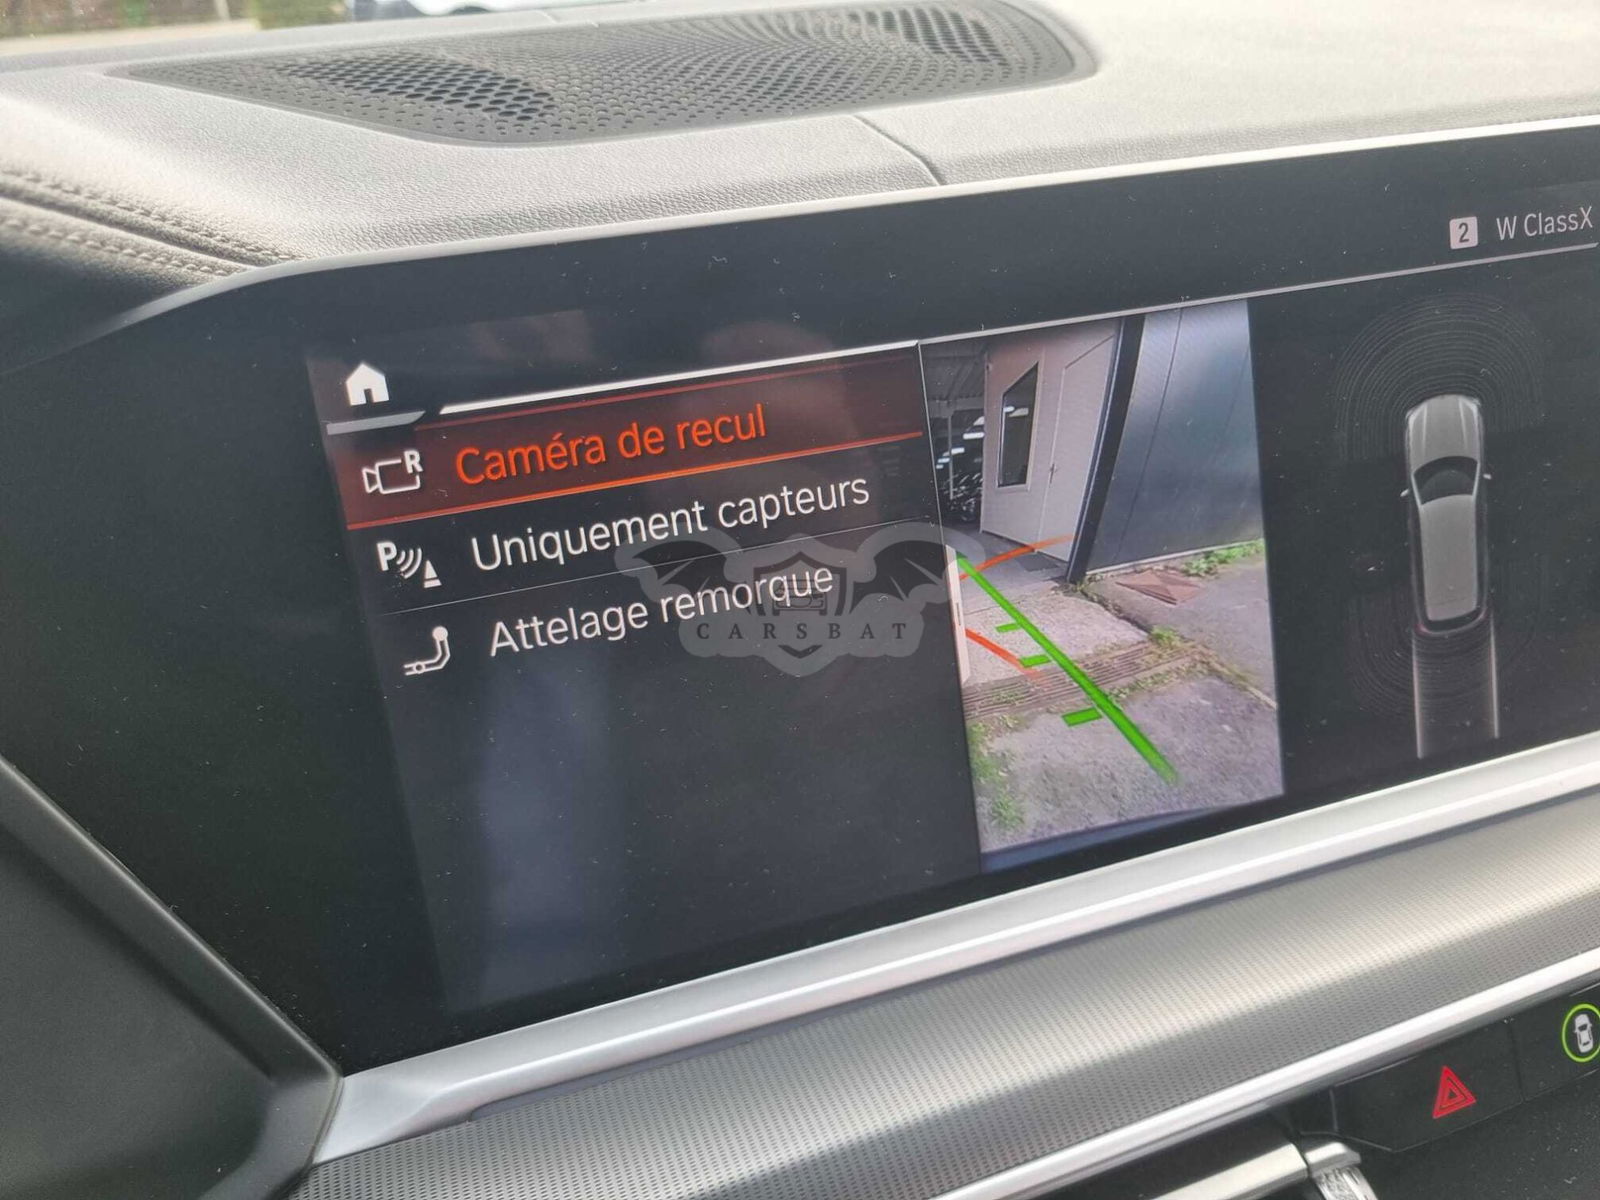 2 W ClassX
Caméra de recul
R
Uniquement capteurs
P
Attelage remorque
CARSBAT